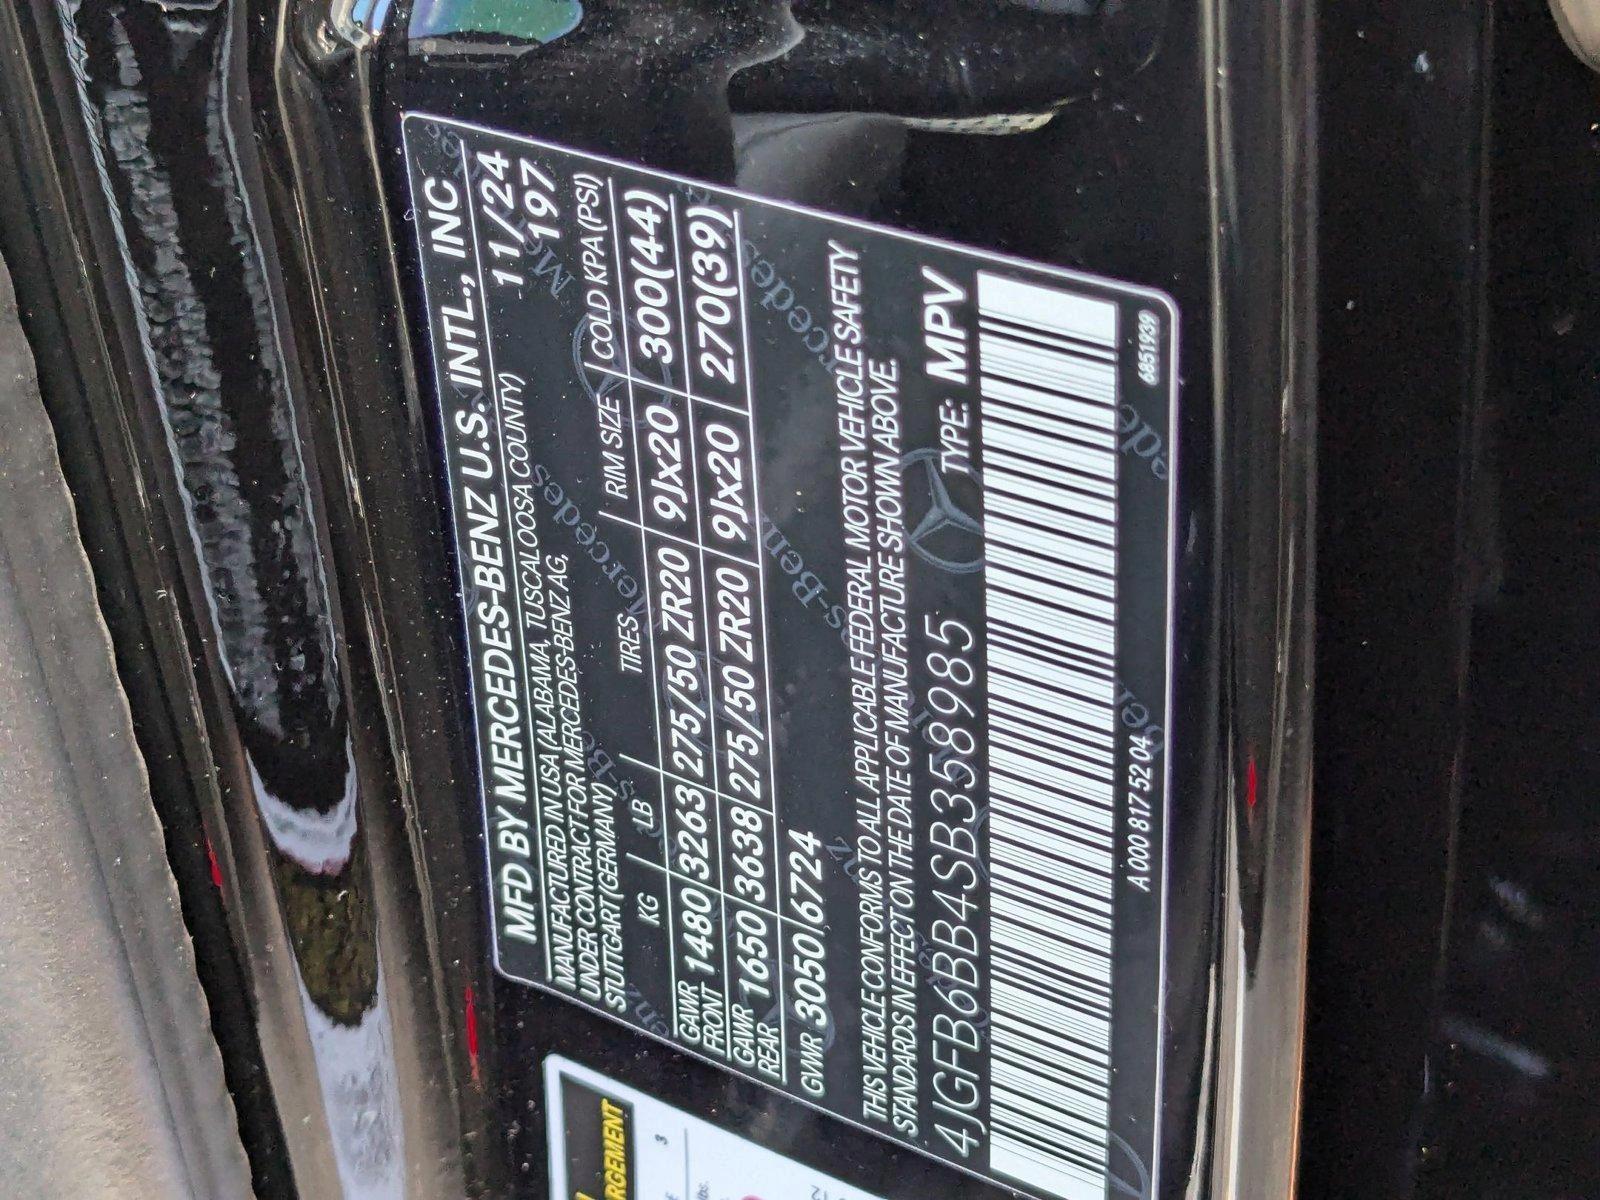 MFD BY MERCEDES-BENZ U.S. INTL., INC
MANUFACTURED IN USA (ALABAMA, TUSCALOOSA COUNTY) 11/24
UNDER CONTRACT FOR MERCEDES-BENZ AG, 197
STUTTGART (GERMANY)
KG LB TIRES RIM SIZE COLD KPA (PSI)
GAWR FRONT 1480 3263 275/50 ZR20 9Jx20 300(44)
GAWR REAR 1650 3638 275/50 ZR20 9Jx20 270(39)
GVWR 3050 6724
THIS VEHICLE CONFORMS TO ALL APPLICABLE FEDERAL MOTOR VEHICLE SAFETY
STANDARDS IN EFFECT ON THE DATE OF MANUFACTURE SHOWN ABOVE.
4JGFB6BB4SB358985 TYPE: MPV
A 000 817 52 04 6851939